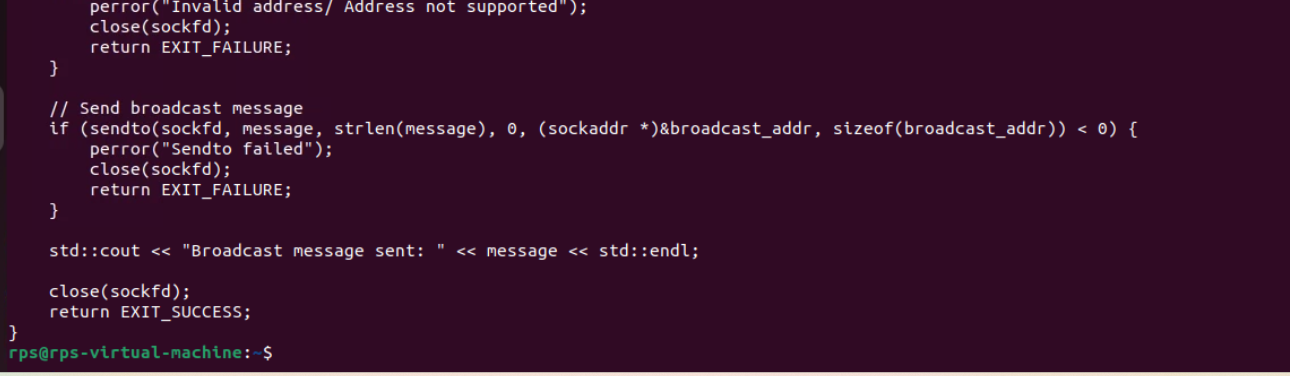 perror("Invalid address/ Address not supported");
        close(sockfd);
        return EXIT_FAILURE;
    }

    // Send broadcast message
    if (sendto(sockfd, message, strlen(message), 0, (sockaddr *)&broadcast_addr, sizeof(broadcast_addr)) < 0) {
        perror("Sendto failed");
        close(sockfd);
        return EXIT_FAILURE;
    }

    std::cout << "Broadcast message sent: " << message << std::endl;

    close(sockfd);
    return EXIT_SUCCESS;
}
rps@rps-virtual-machine:~$